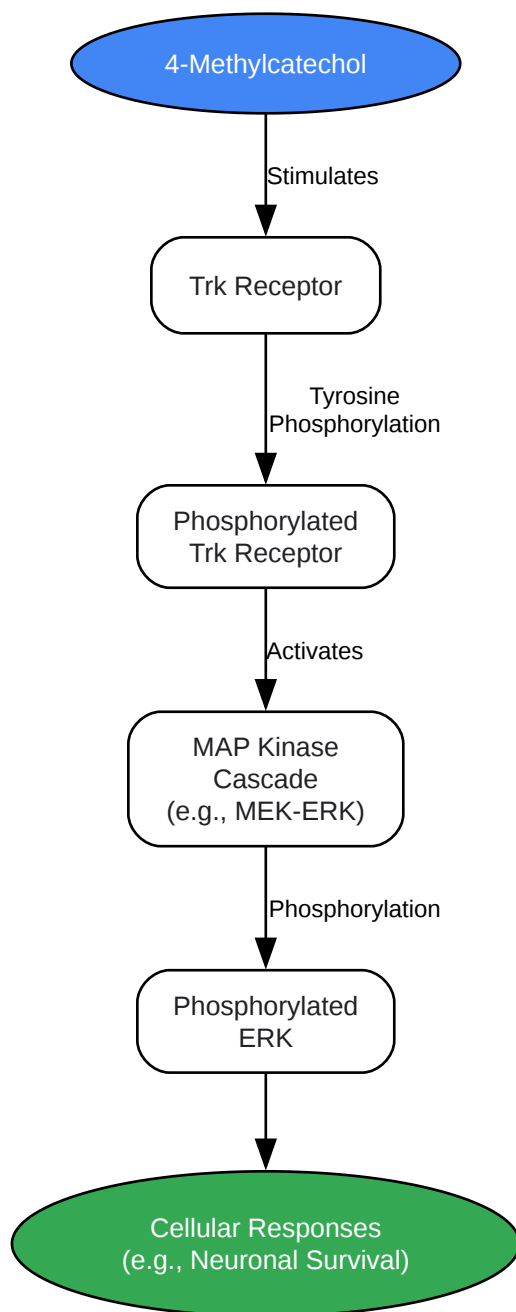 4-Methylcatechol
Stimulates
Trk Receptor
Tyrosine
Phosphorylation
Phosphorylated
Trk Receptor
Activates
MAP Kinase
Cascade
(e.g., MEK-ERK)
Phosphorylation
Phosphorylated
ERK
Cellular Responses
(e.g., Neuronal Survival)